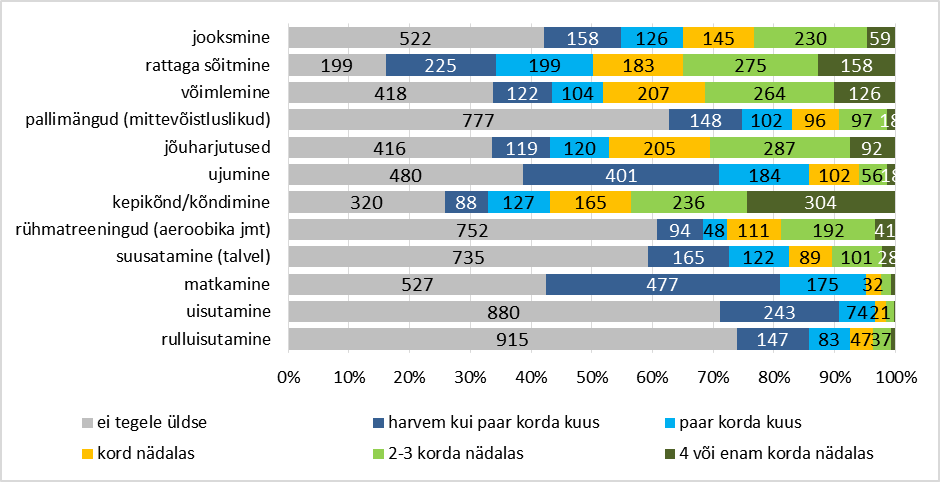 jooksmine 522 158 126 145 230 59
rattaga sõitmine 199 225 199 183 275 158
võimlemine 418 122 104 207 264 126
pallimängud (mittevõistluslikud) 777 148 102 96 97 18
jõuharjutused 416 119 120 205 287 92
ujumine 480 401 184 102 56 18
kepikõnd/kõndimine 320 88 127 165 236 304
rühmatreeningud (aeroobika jmt) 752 94 48 111 192 41
suusatamine (talvel) 735 165 122 89 101 28
matkamine 527 477 175 32
uisutamine 880 243 74 21
rulluisutamine 915 147 83 47 37
0% 10% 20% 30% 40% 50% 60% 70% 80% 90% 100%
ei tegele üldse harvem kui paar korda kuus paar korda kuus
kord nädalas 2-3 korda nädalas 4 või enam korda nädalas